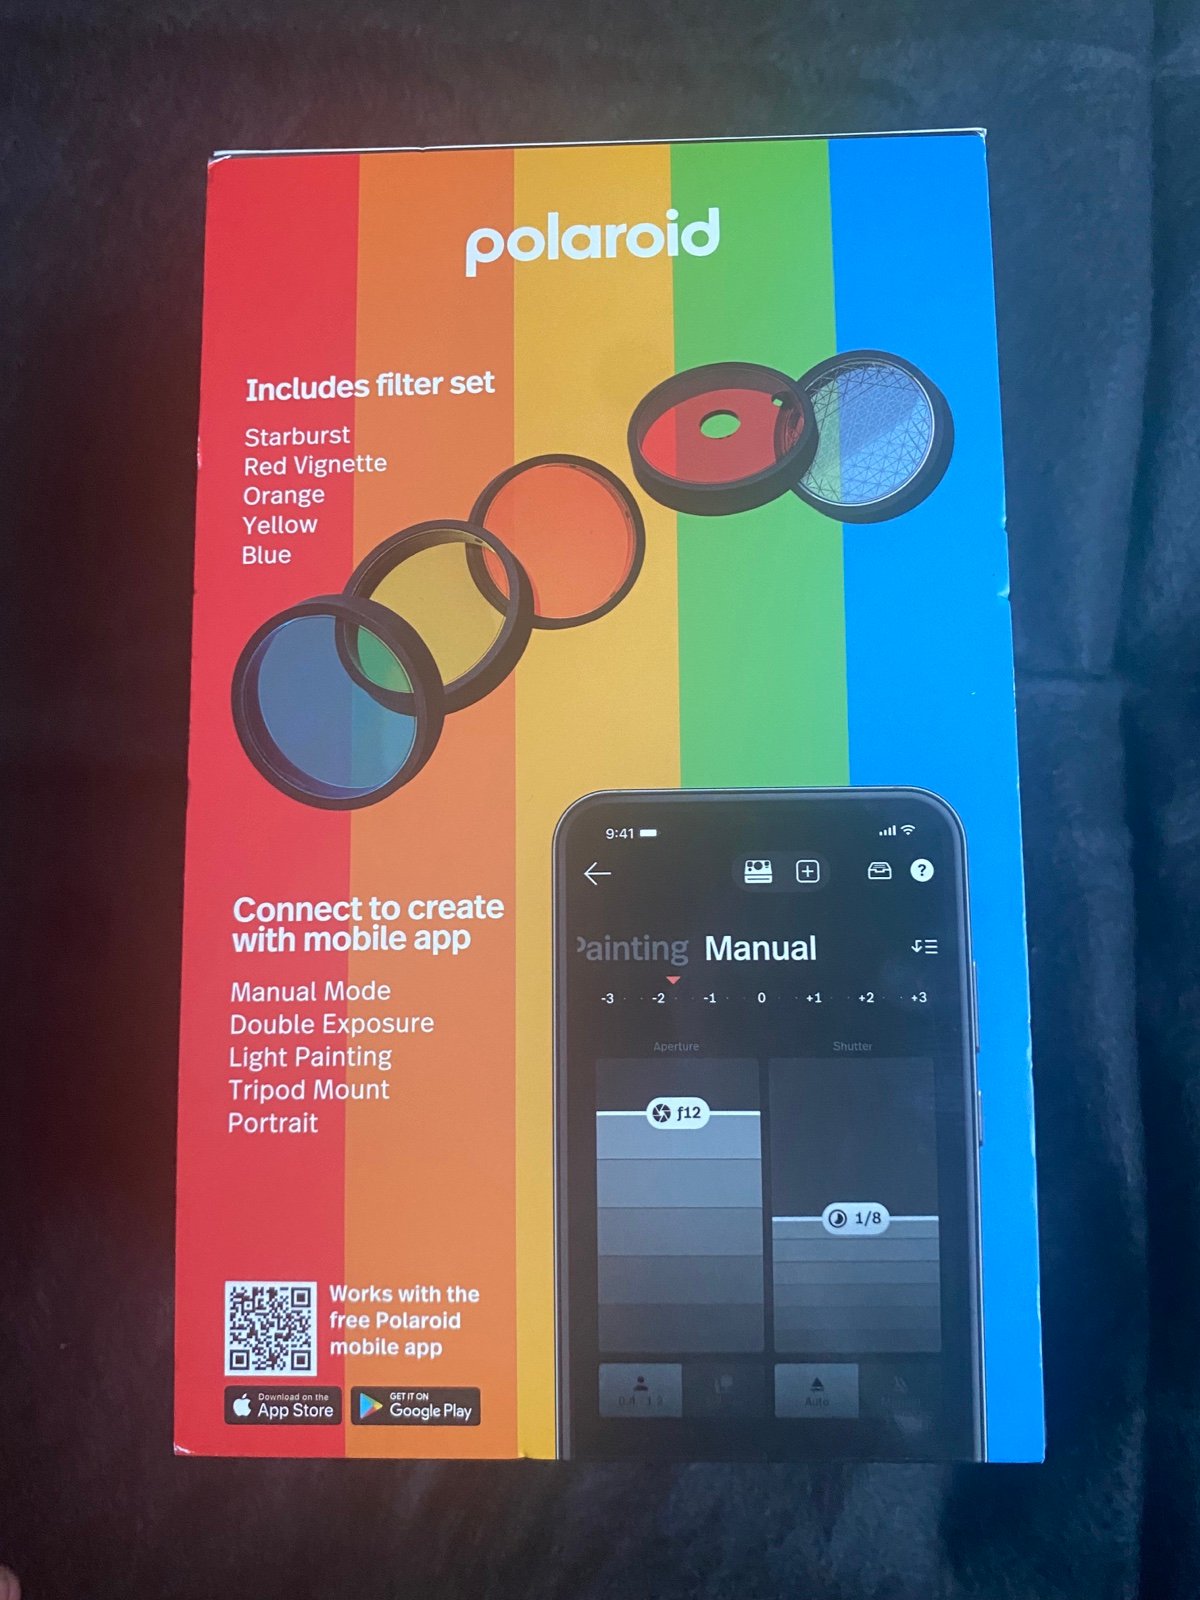 polaroid
Includes filter set
Starburst
Red Vignette
Orange
Yellow
Blue
9:41
?
Painting Manual
-3 -2 -1 0 +1 +2 +3
Aperture Shutter
f12
1/8
Auto
Connect to create
with mobile app
Manual Mode
Double Exposure
Light Painting
Tripod Mount
Portrait
Works with the
free Polaroid
mobile app
Download on the
App Store
GET IT ON
Google Play